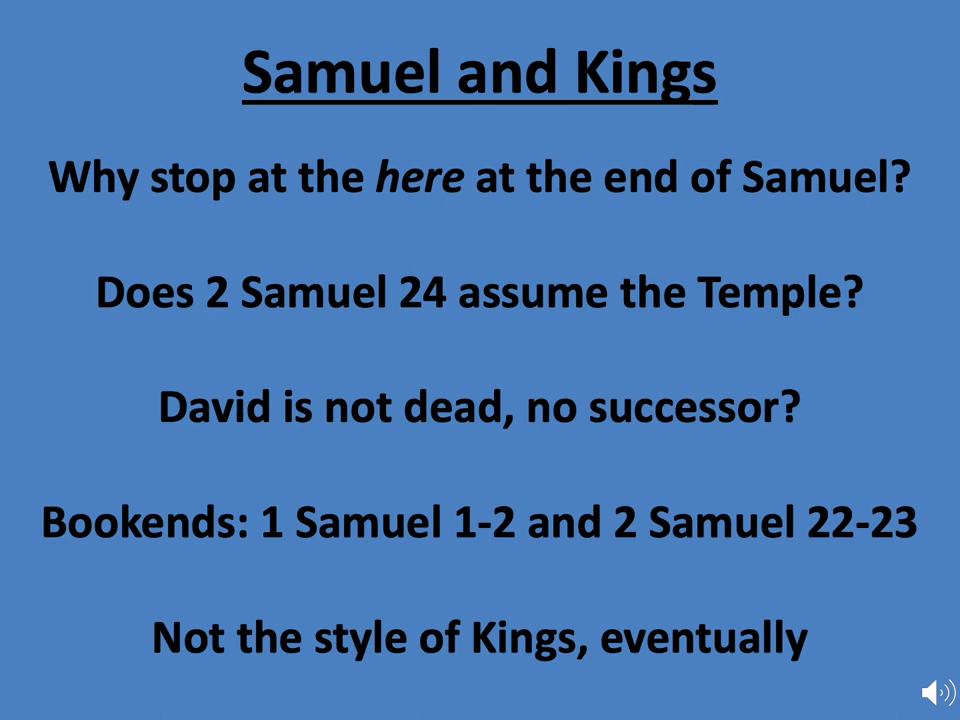 Samuel and Kings
Why stop at the here at the end of Samuel?
Does 2 Samuel 24 assume the Temple?
David is not dead, no successor?
Bookends: 1 Samuel 1-2 and 2 Samuel 22-23
Not the style of Kings, eventually